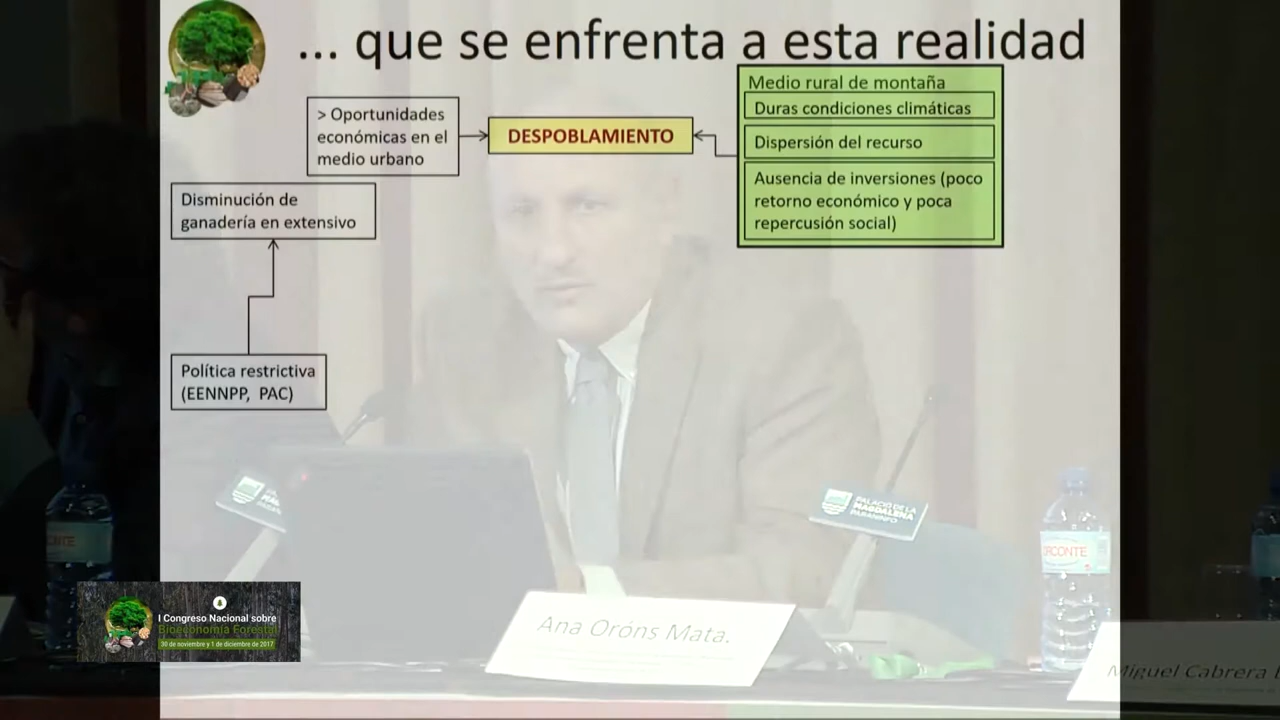 ... que se enfrenta a esta realidad
> Oportunidades
económicas en el
medio urbano
DESPOBLAMIENTO
Medio rural de montaña
Duras condiciones climáticas
Dispersión del recurso
Ausencia de inversiones (poco
retorno económico y poca
repercusión social)
Disminución de
ganadería en extensivo
Política restrictiva
(EENNPP, PAC)
PALACIO DE LA
MAGDALENA
PARANINFO
I Congreso Nacional sobre
Bioeconomía Forestal
30 de noviembre y 1 de diciembre de 2017
Ana Oróns Mata.
Miguel Cabrera